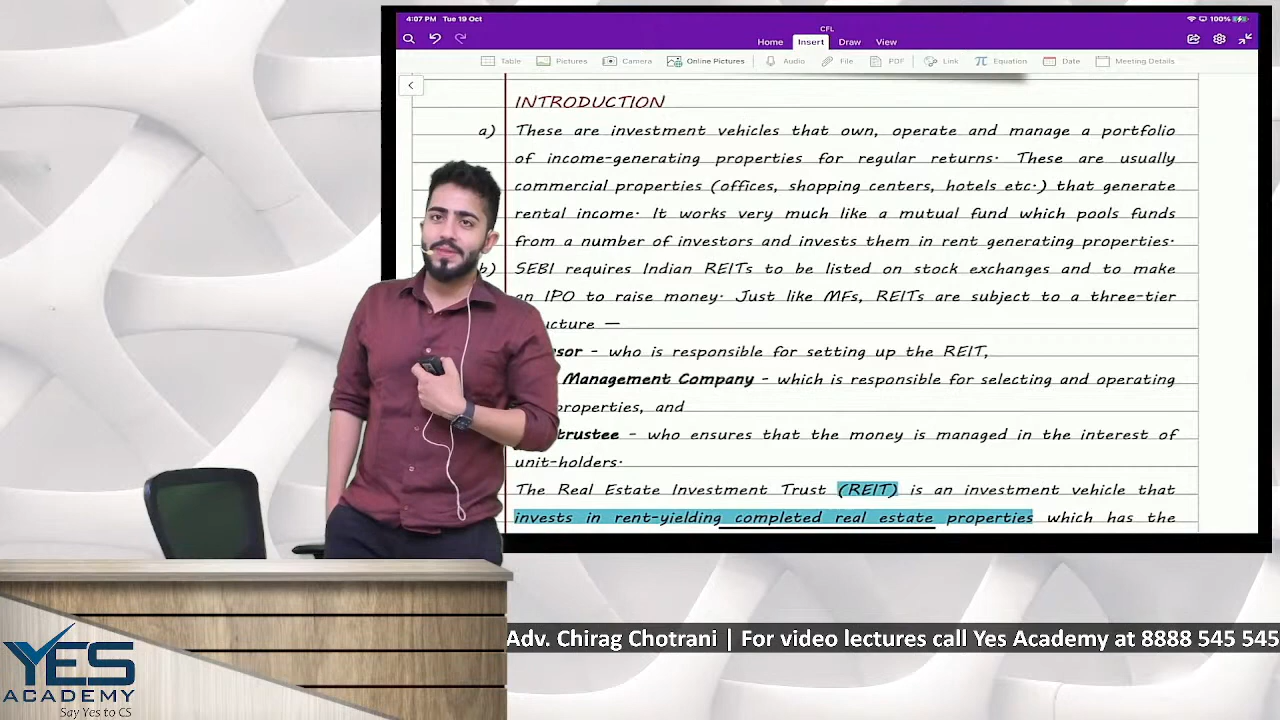 4:07 PM Tue 19 Oct
100%
CFL
Home Insert Draw View
Table Pictures Camera Online Pictures Audio File PDF Link Equation Date Meeting Details
INTRODUCTION
a) These are investment vehicles that own, operate and manage a portfolio
of income-generating properties for regular returns. These are usually
commercial properties (offices, shopping centers, hotels etc.) that generate
rental income. It works very much like a mutual fund which pools funds
from a number of investors and invests them in rent generating properties.
b) SEBI requires Indian REITs to be listed on stock exchanges and to make
an IPO to raise money. Just like MFs, REITs are subject to a three-tier
ucture —
sor - who is responsible for setting up the REIT,
Management Company - which is responsible for selecting and operating
properties, and
trustee - who ensures that the money is managed in the interest of
unit-holders.
The Real Estate Investment Trust (REIT) is an investment vehicle that
invests in rent-yielding completed real estate properties which has the
Adv. Chirag Chotrani | For video lectures call Yes Academy at 8888 545 545
YES
ACADEMY
Say Yes to CS